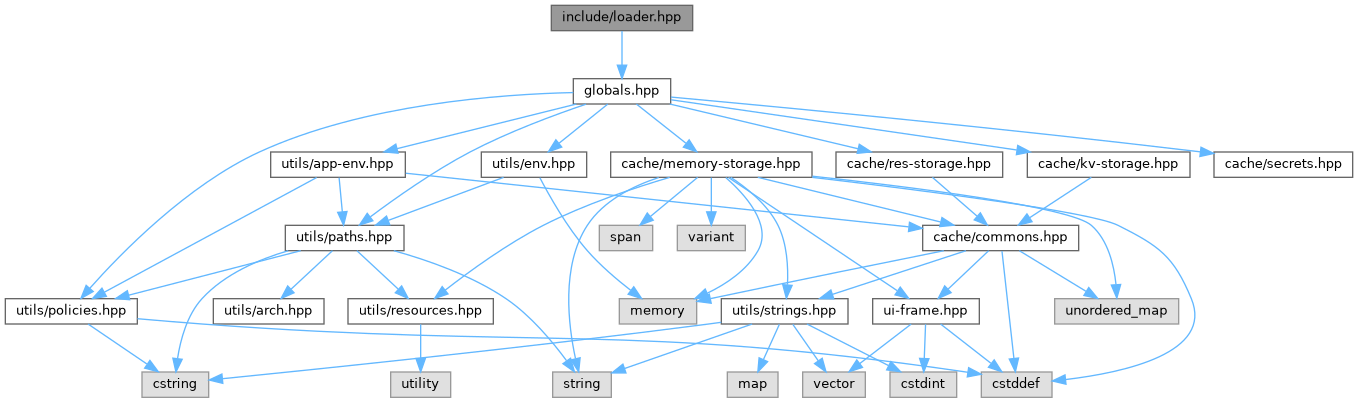 include/loader.hpp
globals.hpp
utils/app-env.hpp
utils/env.hpp
cache/memory-storage.hpp
cache/res-storage.hpp
cache/kv-storage.hpp
cache/secrets.hpp
utils/paths.hpp
span
variant
cache/commons.hpp
utils/policies.hpp
utils/arch.hpp
utils/resources.hpp
memory
utils/strings.hpp
ui-frame.hpp
unordered_map
cstring
utility
string
map
vector
cstdint
cstddef